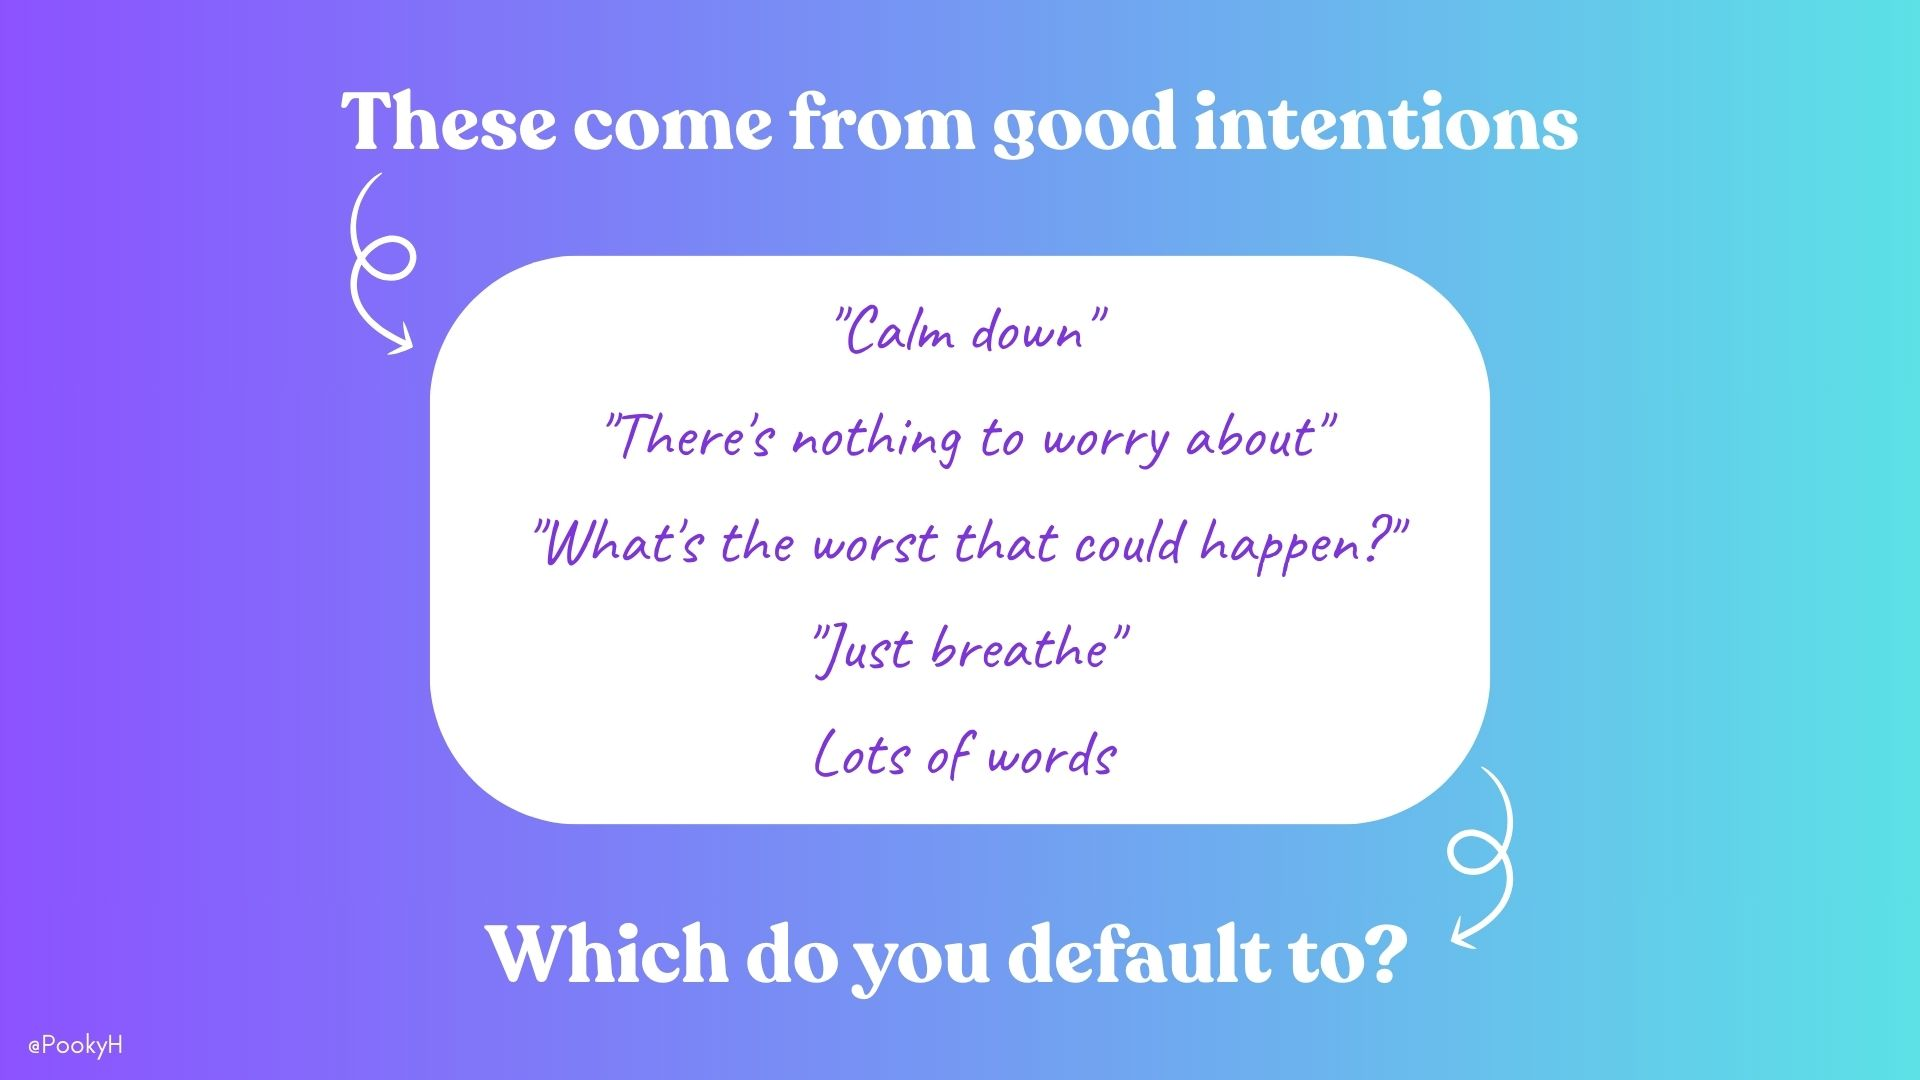 These come from good intentions
"Calm down"
"There's nothing to worry about"
"What's the worst that could happen?"
"Just breathe"
Lots of words
Which do you default to?
@PookyH